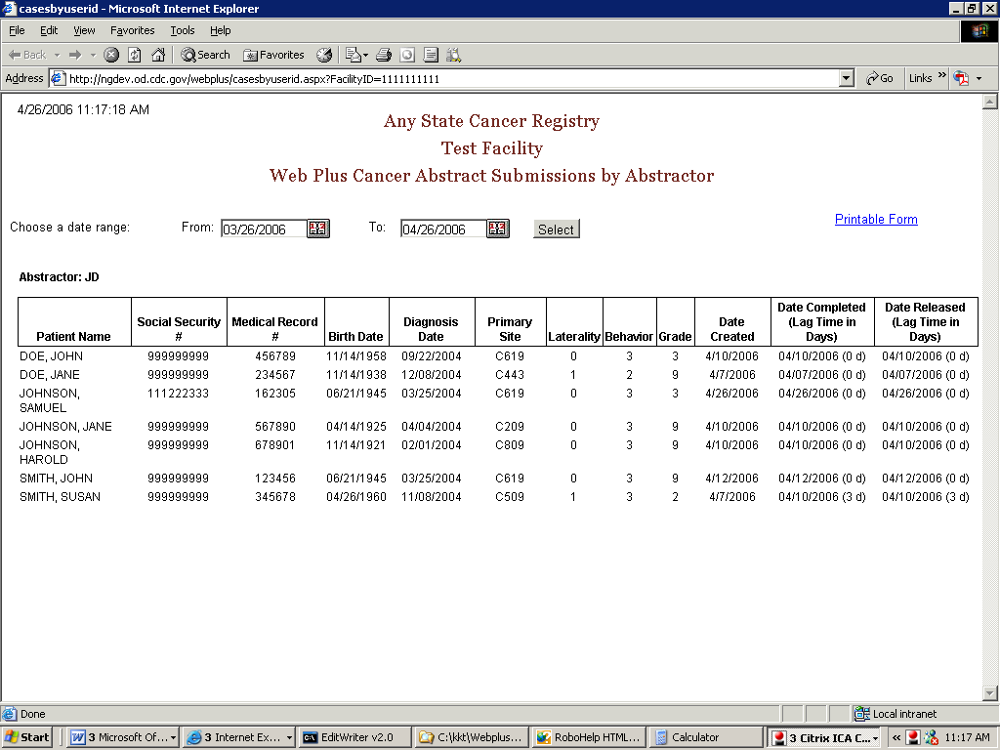 casesbyuserid - Microsoft Internet Explorer
File Edit View Favorites Tools Help
Back Search Favorites
Address http://ngdev.od.cdc.gov/webplus/casesbyuserid.aspx?FacilityID=1111111111 Go Links »
4/26/2006 11:17:18 AM
Any State Cancer Registry
Test Facility
Web Plus Cancer Abstract Submissions by Abstractor
Printable Form
Choose a date range: From: 03/26/2006 To: 04/26/2006 Select
Abstractor: JD
Patient Name Social Security # Medical Record # Birth Date Diagnosis Date Primary Site Laterality Behavior Grade Date Created Date Completed (Lag Time in Days) Date Released (Lag Time in Days)
DOE, JOHN 999999999 456789 11/14/1958 09/22/2004 C619 0 3 3 4/10/2006 04/10/2006 (0 d) 04/10/2006 (0 d)
DOE, JANE 999999999 234567 11/14/1938 12/08/2004 C443 1 2 9 4/7/2006 04/07/2006 (0 d) 04/07/2006 (0 d)
JOHNSON, 111222333 162305 06/21/1945 03/25/2004 C619 0 3 3 4/26/2006 04/26/2006 (0 d) 04/26/2006 (0 d)
SAMUEL
JOHNSON, JANE 999999999 567890 04/14/1925 04/04/2004 C209 0 3 9 4/10/2006 04/10/2006 (0 d) 04/10/2006 (0 d)
JOHNSON, 999999999 678901 11/14/1921 02/01/2004 C809 0 3 9 4/10/2006 04/10/2006 (0 d) 04/10/2006 (0 d)
HAROLD
SMITH, JOHN 999999999 123456 06/21/1945 03/25/2004 C619 0 3 9 4/12/2006 04/12/2006 (0 d) 04/12/2006 (0 d)
SMITH, SUSAN 999999999 345678 04/26/1960 11/08/2004 C509 1 3 2 4/7/2006 04/10/2006 (3 d) 04/10/2006 (3 d)
Done Local intranet
Start 3 Microsoft Of... 3 Internet Ex... EditWriter v2.0 C:\kkt\Webplus... RoboHelp HTML... Calculator 3 Citrix ICA C... « 11:17 AM